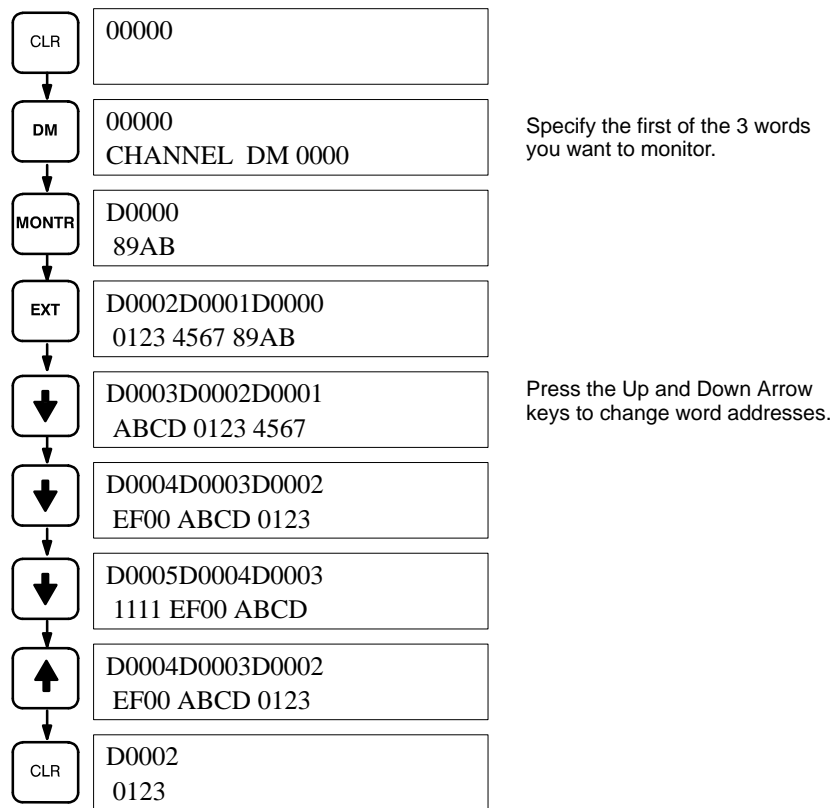 CLR
00000
DM
00000
CHANNEL DM 0000
Specify the first of the 3 words
you want to monitor.
MONTR
D0000
89AB
EXT
D0002D0001D0000
0123 4567 89AB
D0003D0002D0001
ABCD 0123 4567
Press the Up and Down Arrow
keys to change word addresses.
D0004D0003D0002
EF00 ABCD 0123
D0005D0004D0003
1111 EF00 ABCD
D0004D0003D0002
EF00 ABCD 0123
CLR
D0002
0123